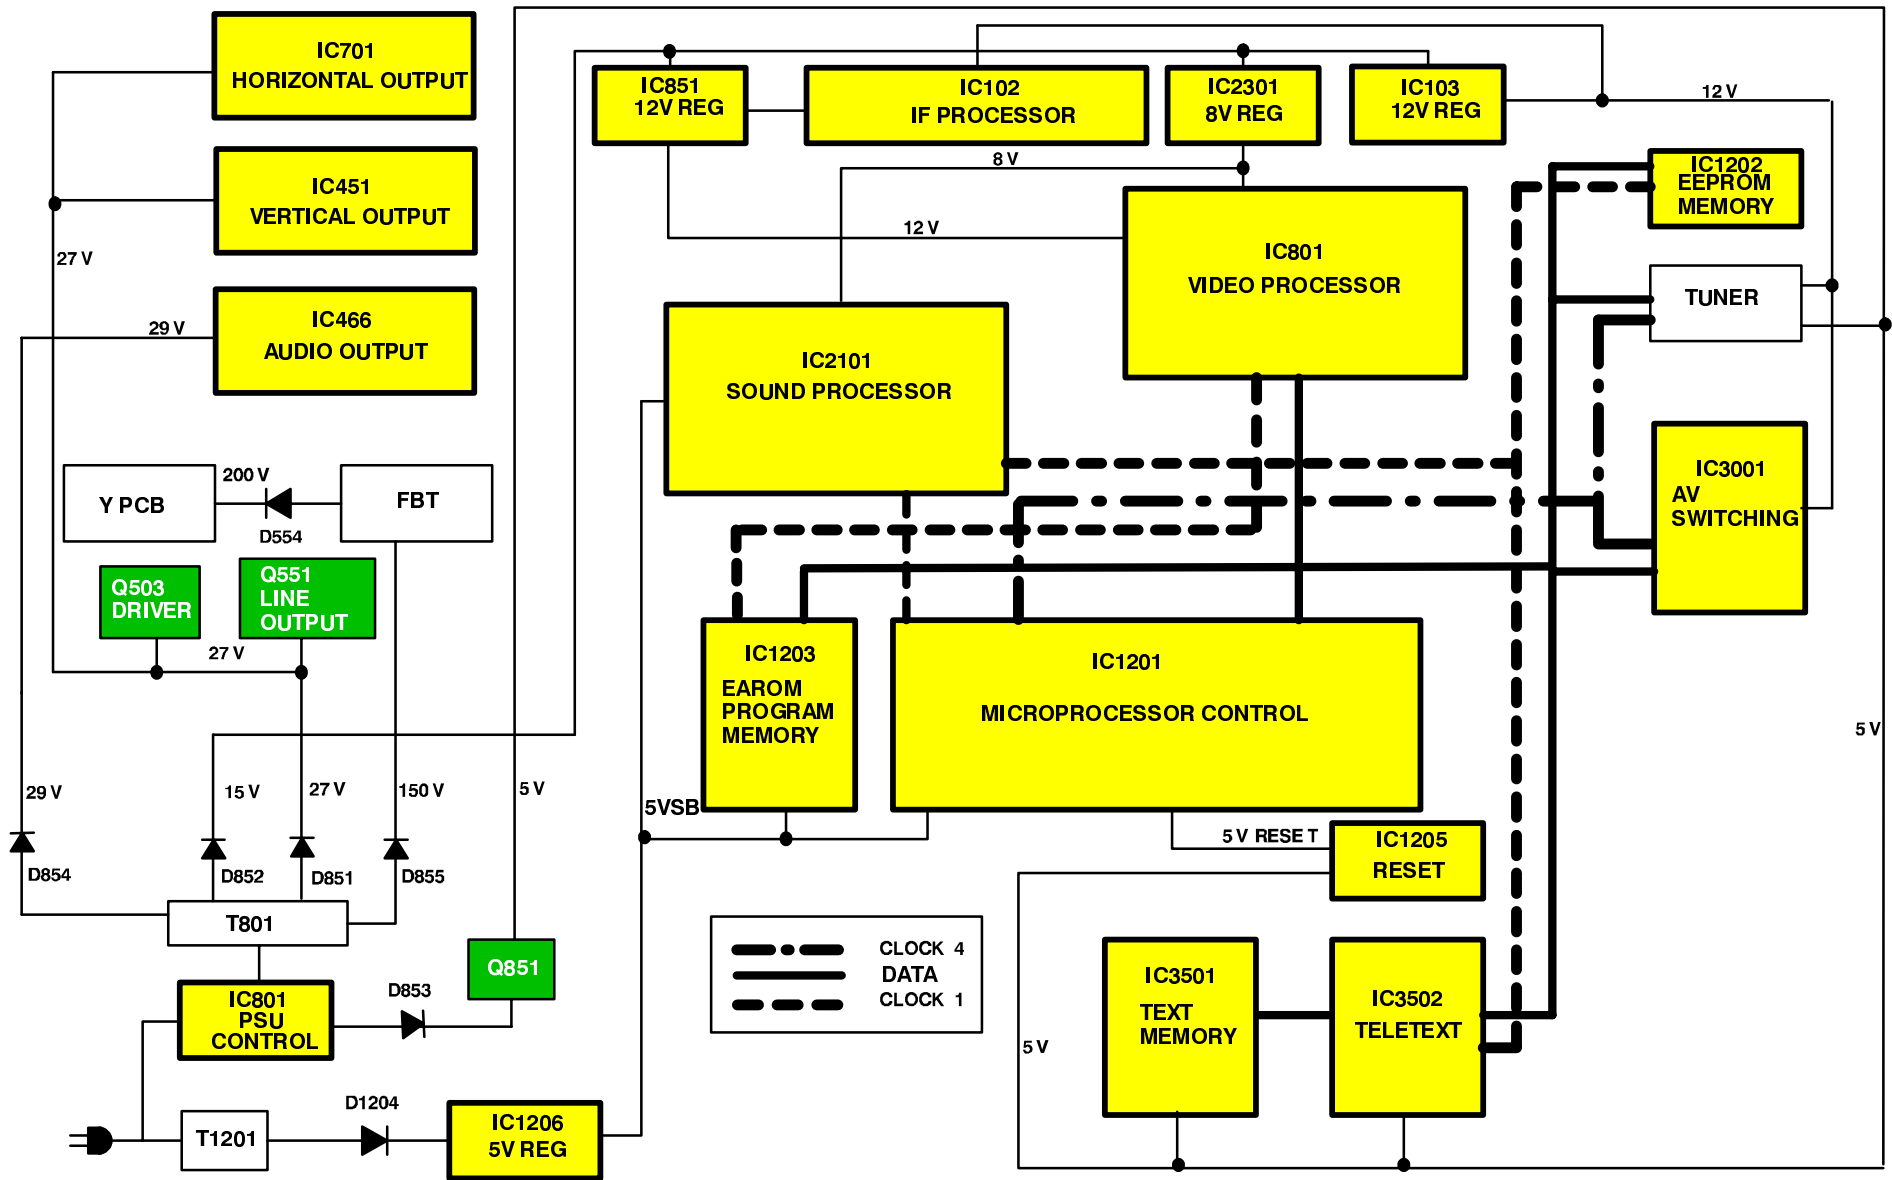 IC701
HORIZONTAL OUTPUT
IC451
VERTICAL OUTPUT
27 V
29 V
IC466
AUDIO OUTPUT
Y PCB
200 V
D554
FBT
Q503
DRIVER
Q551
LINE
OUTPUT
27 V
29 V
15 V
27 V
150 V
5 V
D854
D852
D851
D855
T801
IC801
PSU
CONTROL
D853
Q851
T1201
D1204
IC1206
5V REG
IC851
12V REG
IC102
IF PROCESSOR
IC2301
8V REG
IC103
12V REG
12 V
8 V
12 V
IC801
VIDEO PROCESSOR
IC1202
EEPROM
MEMORY
TUNER
IC2101
SOUND PROCESSOR
IC3001
AV
SWITCHING
IC1203
EAROM
PROGRAM
MEMORY
IC1201
MICROPROCESSOR CONTROL
5VSB
5 V
5 V RESET
IC1205
RESET
CLOCK 4
DATA
CLOCK 1
IC3501
TEXT
MEMORY
IC3502
TELETEXT
5 V